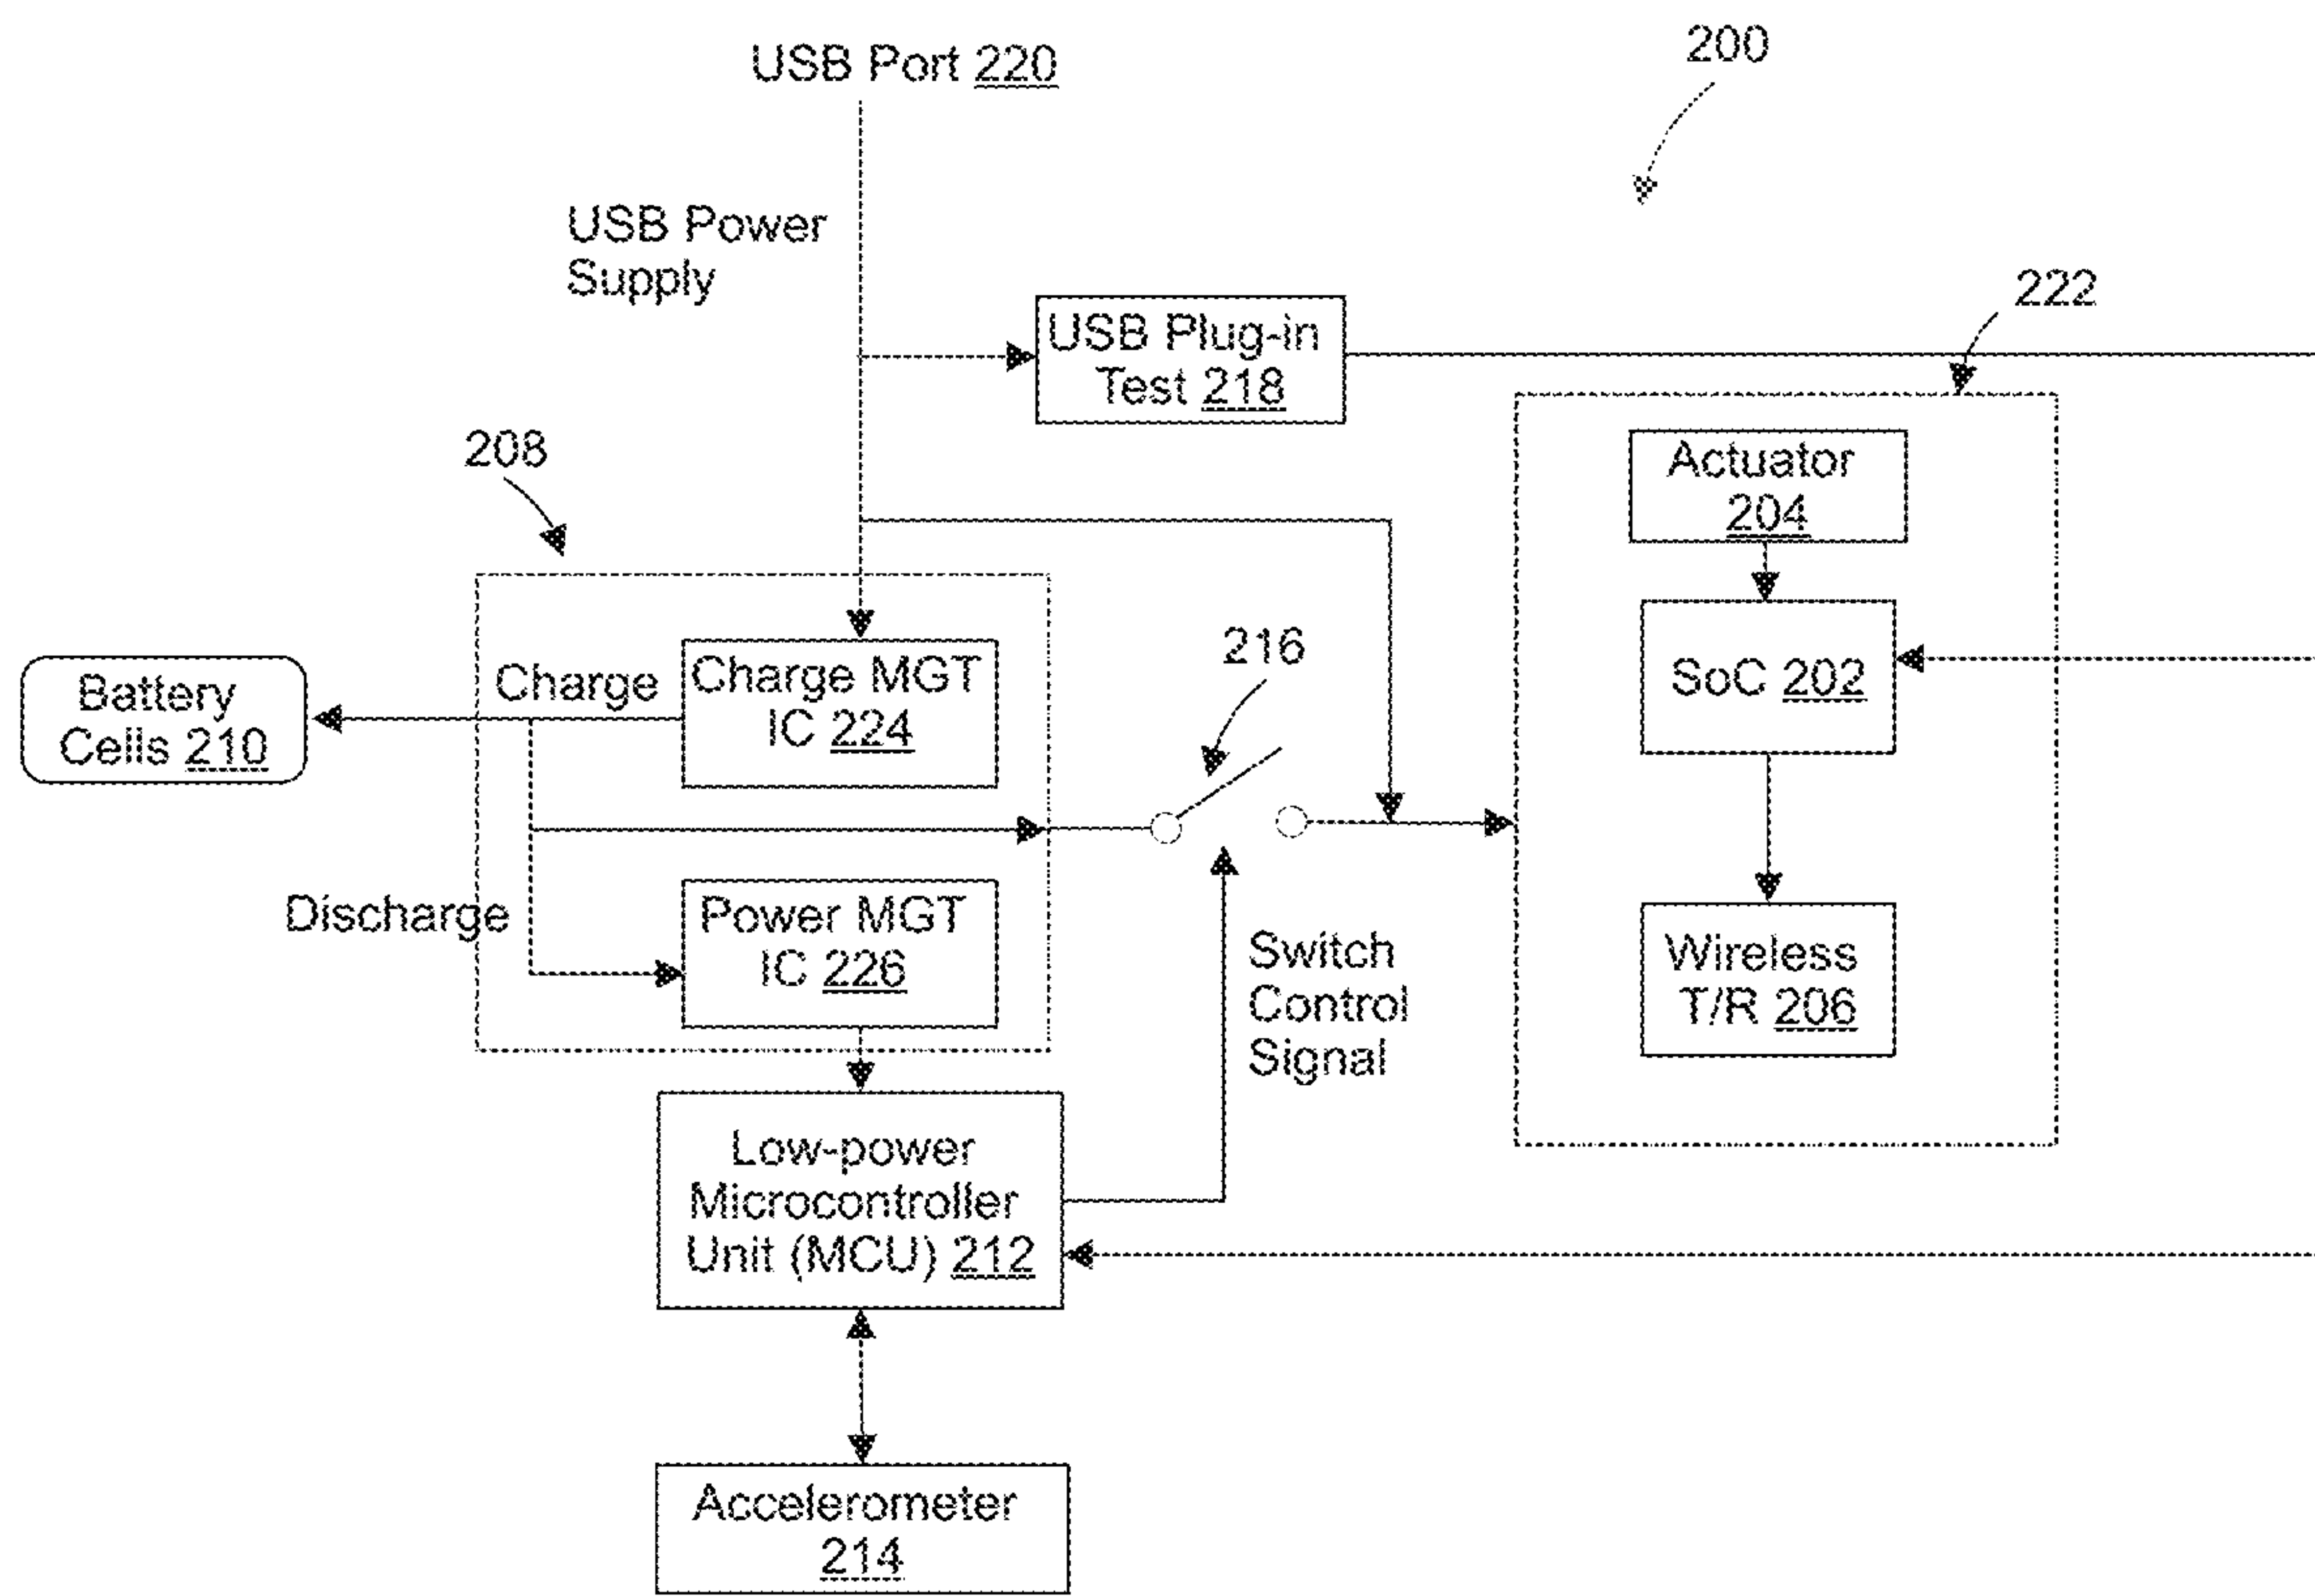 200
USB Port 220
USB Power
Supply
222
USB Plug-in
Test 218
208
Actuator
204
216
Battery
Cells 210
Charge
Charge MGT
IC 224
SoC 202
Discharge
Power MGT
IC 226
Switch
Control
Signal
Wireless
T/R 206
Low-power
Microcontroller
Unit (MCU) 212
Accelerometer
214